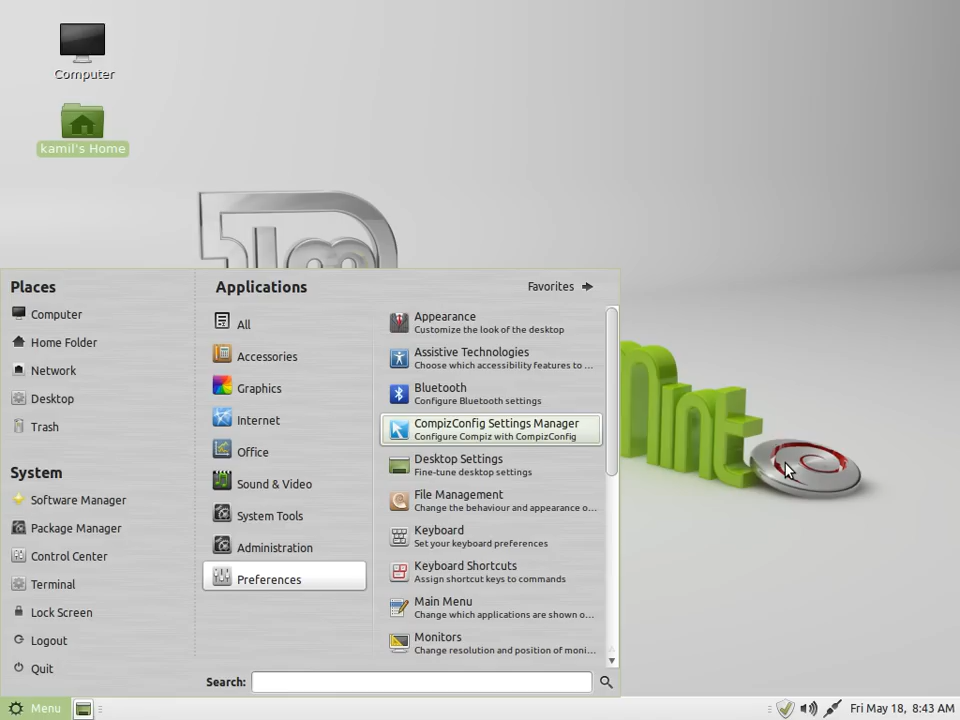 Computer
kamil's Home
lm
Mint
Places
Computer
Home Folder
Network
Desktop
Trash
System
Software Manager
Package Manager
Control Center
Terminal
Lock Screen
Logout
Quit
Applications
Favorites
All
Accessories
Graphics
Internet
Office
Sound & Video
System Tools
Administration
Preferences
Appearance
Customize the look of the desktop
Assistive Technologies
Choose which accessibility features to ...
Bluetooth
Configure Bluetooth settings
CompizConfig Settings Manager
Configure Compiz with CompizConfig
Desktop Settings
Fine-tune desktop settings
File Management
Change the behaviour and appearance o...
Keyboard
Set your keyboard preferences
Keyboard Shortcuts
Assign shortcut keys to commands
Main Menu
Change which applications are shown o...
Monitors
Change resolution and position of moni...
Search:
Menu
Fri May 18, 8:43 AM